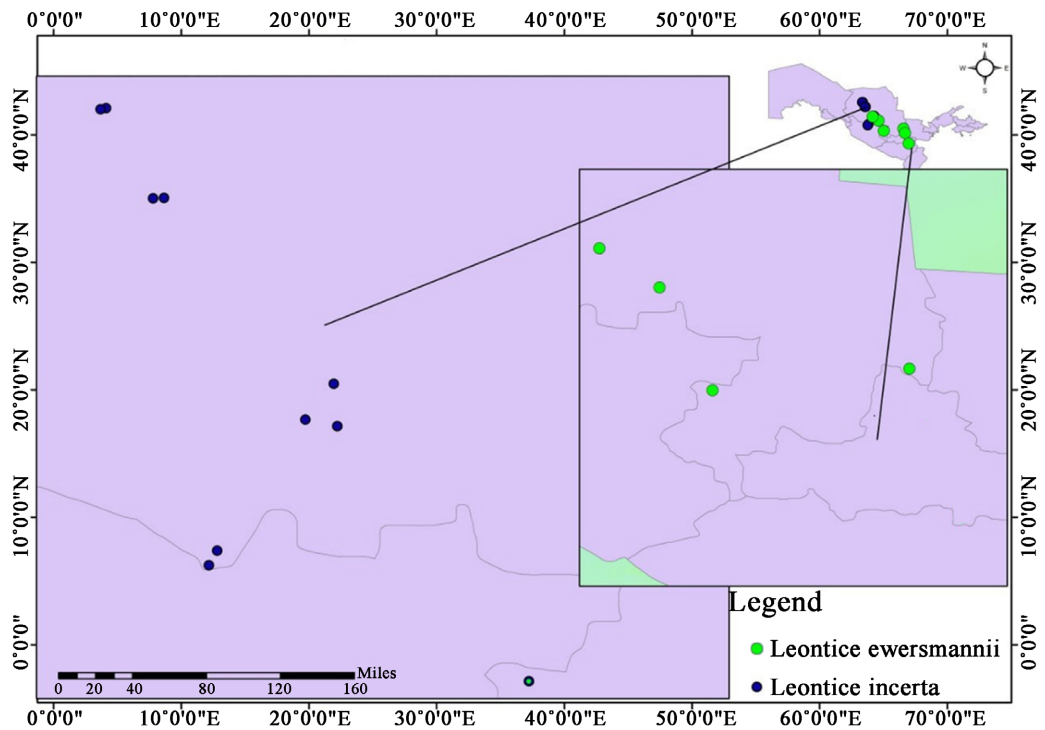 0°0'0" 10°0'0"E 20°0'0"E 30°0'0"E 40°0'0"E 50°0'0"E 60°0'0"E 70°0'0"E
N
W E
S
40°0'0"N 40°0'0"N
30°0'0"N 30°0'0"N
20°0'0"N 20°0'0"N
10°0'0"N 10°0'0"N
0°0'0" 0°0'0"
Legend
Leontice ewersmannii
Leontice incerta
Miles
0 20 40 80 120 160
0°0'0" 10°0'0"E 20°0'0"E 30°0'0"E 40°0'0"E 50°0'0"E 60°0'0"E 70°0'0"E